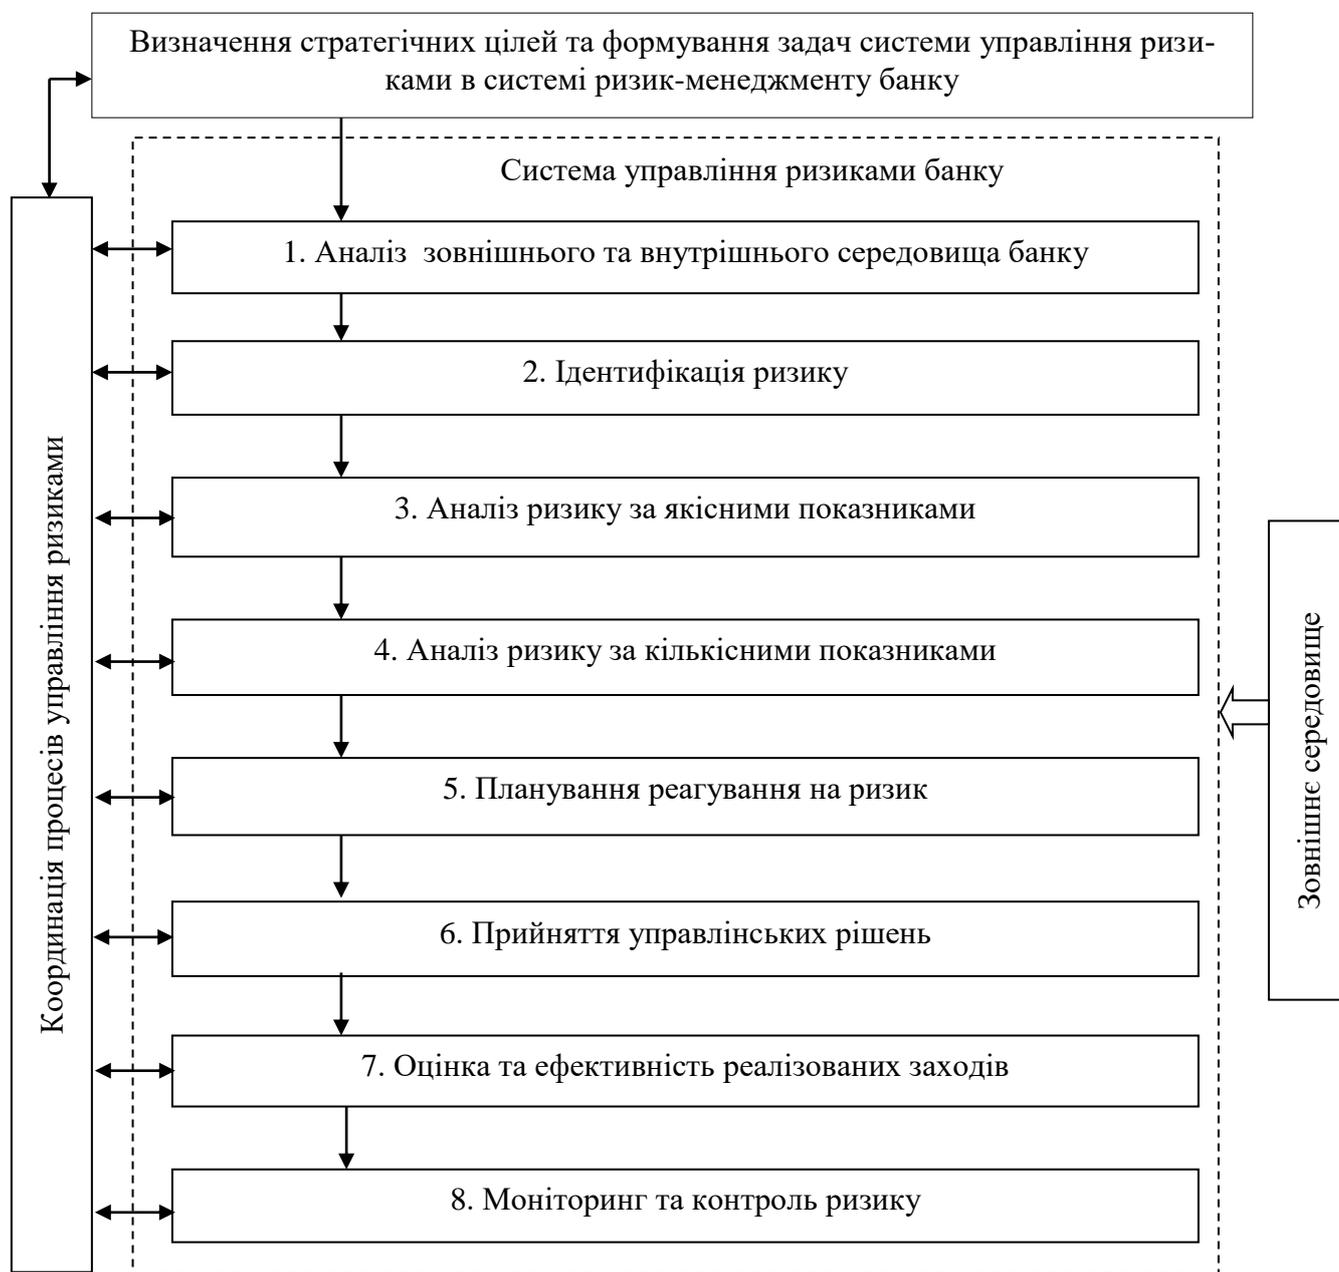 Визначення стратегічних цілей та формування задач системи управління ризи-
ками в системі ризик-менеджменту банку
Система управління ризиками банку
1. Аналіз  зовнішнього та внутрішнього середовища банку
2. Ідентифікація ризику
3. Аналіз ризику за якісними показниками
4. Аналіз ризику за кількісними показниками
5. Планування реагування на ризик
6. Прийняття управлінських рішень
7. Оцінка та ефективність реалізованих заходів
8. Моніторинг та контроль ризику
Координація процесів управління ризиками
Зовнішнє середовище